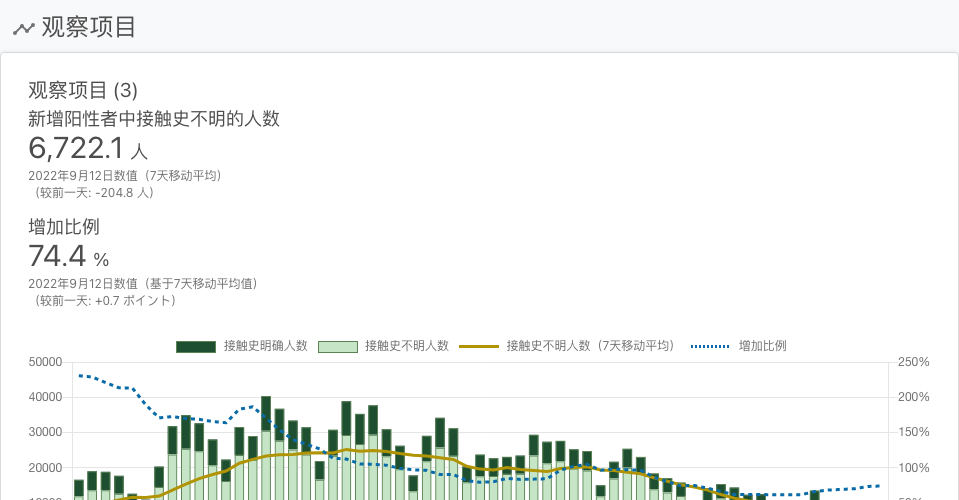 观察项目
观察项目 (3)
新增阳性者中接触史不明的人数
6,722.1 人
2022年9月12日数值（7天移动平均）
（较前一天: -204.8 人）
增加比例
74.4 %
2022年9月12日数值（基于7天移动平均值）
（较前一天: +0.7 ポイント）
接触史明确人数 接触史不明人数 接触史不明人数（7天移动平均） 增加比例
50000 250%
40000 200%
30000 150%
20000 100%